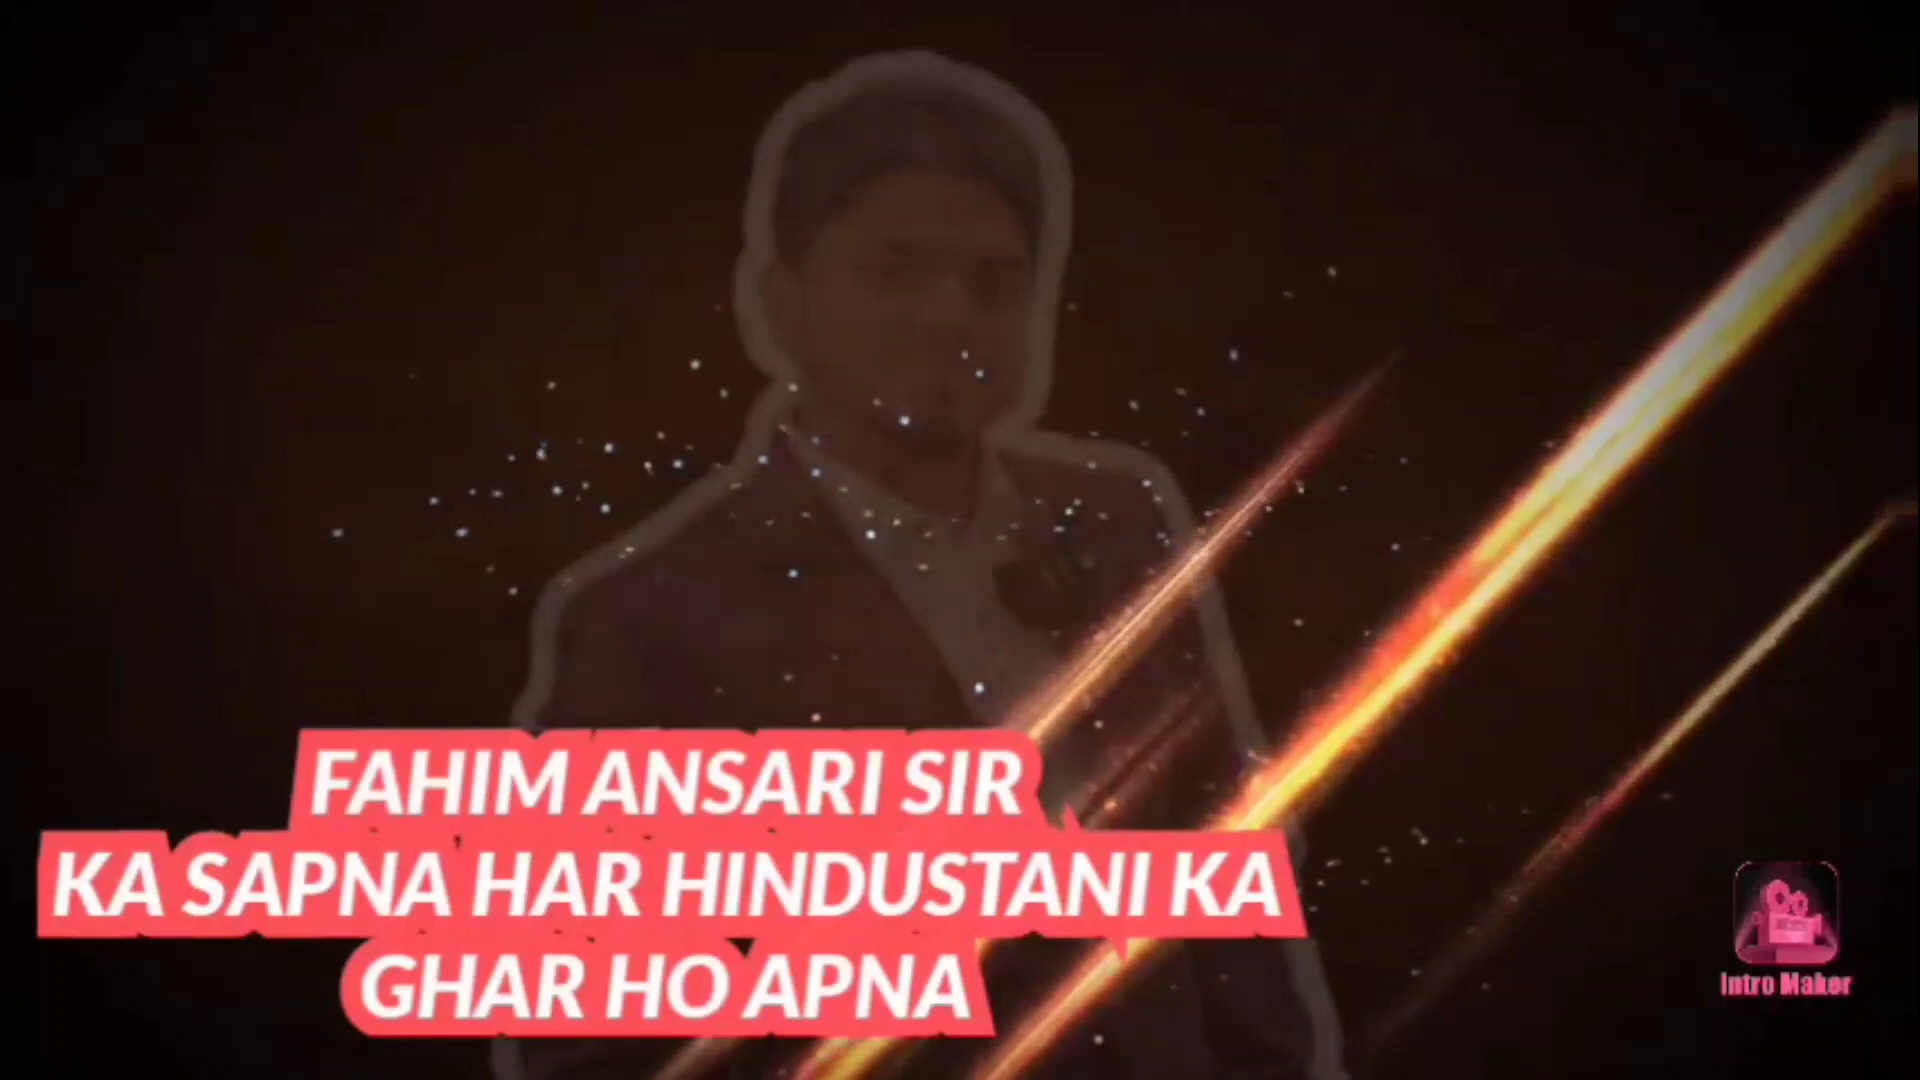 FAHIM ANSARI SIR
KA SAPNA HAR HINDUSTANI KA
GHAR HO APNA
Intro Maker